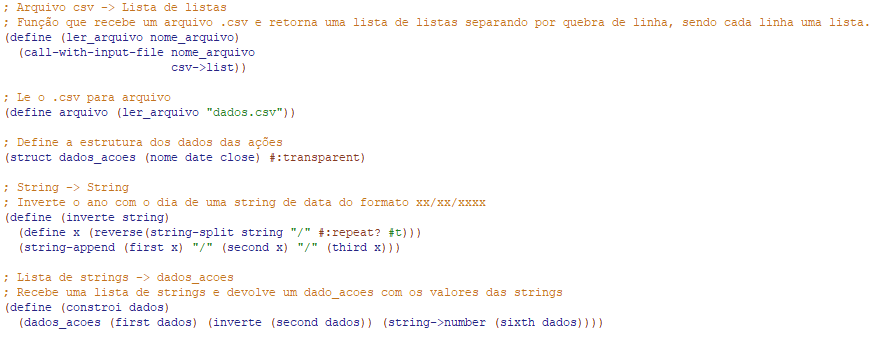 ; Arquivo csv -> Lista de listas
; Função que recebe um arquivo .csv e retorna uma lista de listas separando por quebra de linha, sendo cada linha uma lista.
(define (ler_arquivo nome_arquivo)
  (call-with-input-file nome_arquivo
                        csv->list))

; Le o .csv para arquivo
(define arquivo (ler_arquivo "dados.csv"))

; Define a estrutura dos dados das ações
(struct dados_acoes (nome date close) #:transparent)

; String -> String
; Inverte o ano com o dia de uma string de data do formato xx/xx/xxxx
(define (inverte string)
  (define x (reverse(string-split string "/" #:repeat? #t)))
  (string-append (first x) "/" (second x) "/" (third x)))

; Lista de strings -> dados_acoes
; Recebe uma lista de strings e devolve um dado_acoes com os valores das strings
(define (constroi dados)
  (dados_acoes (first dados) (inverte (second dados)) (string->number (sixth dados))))